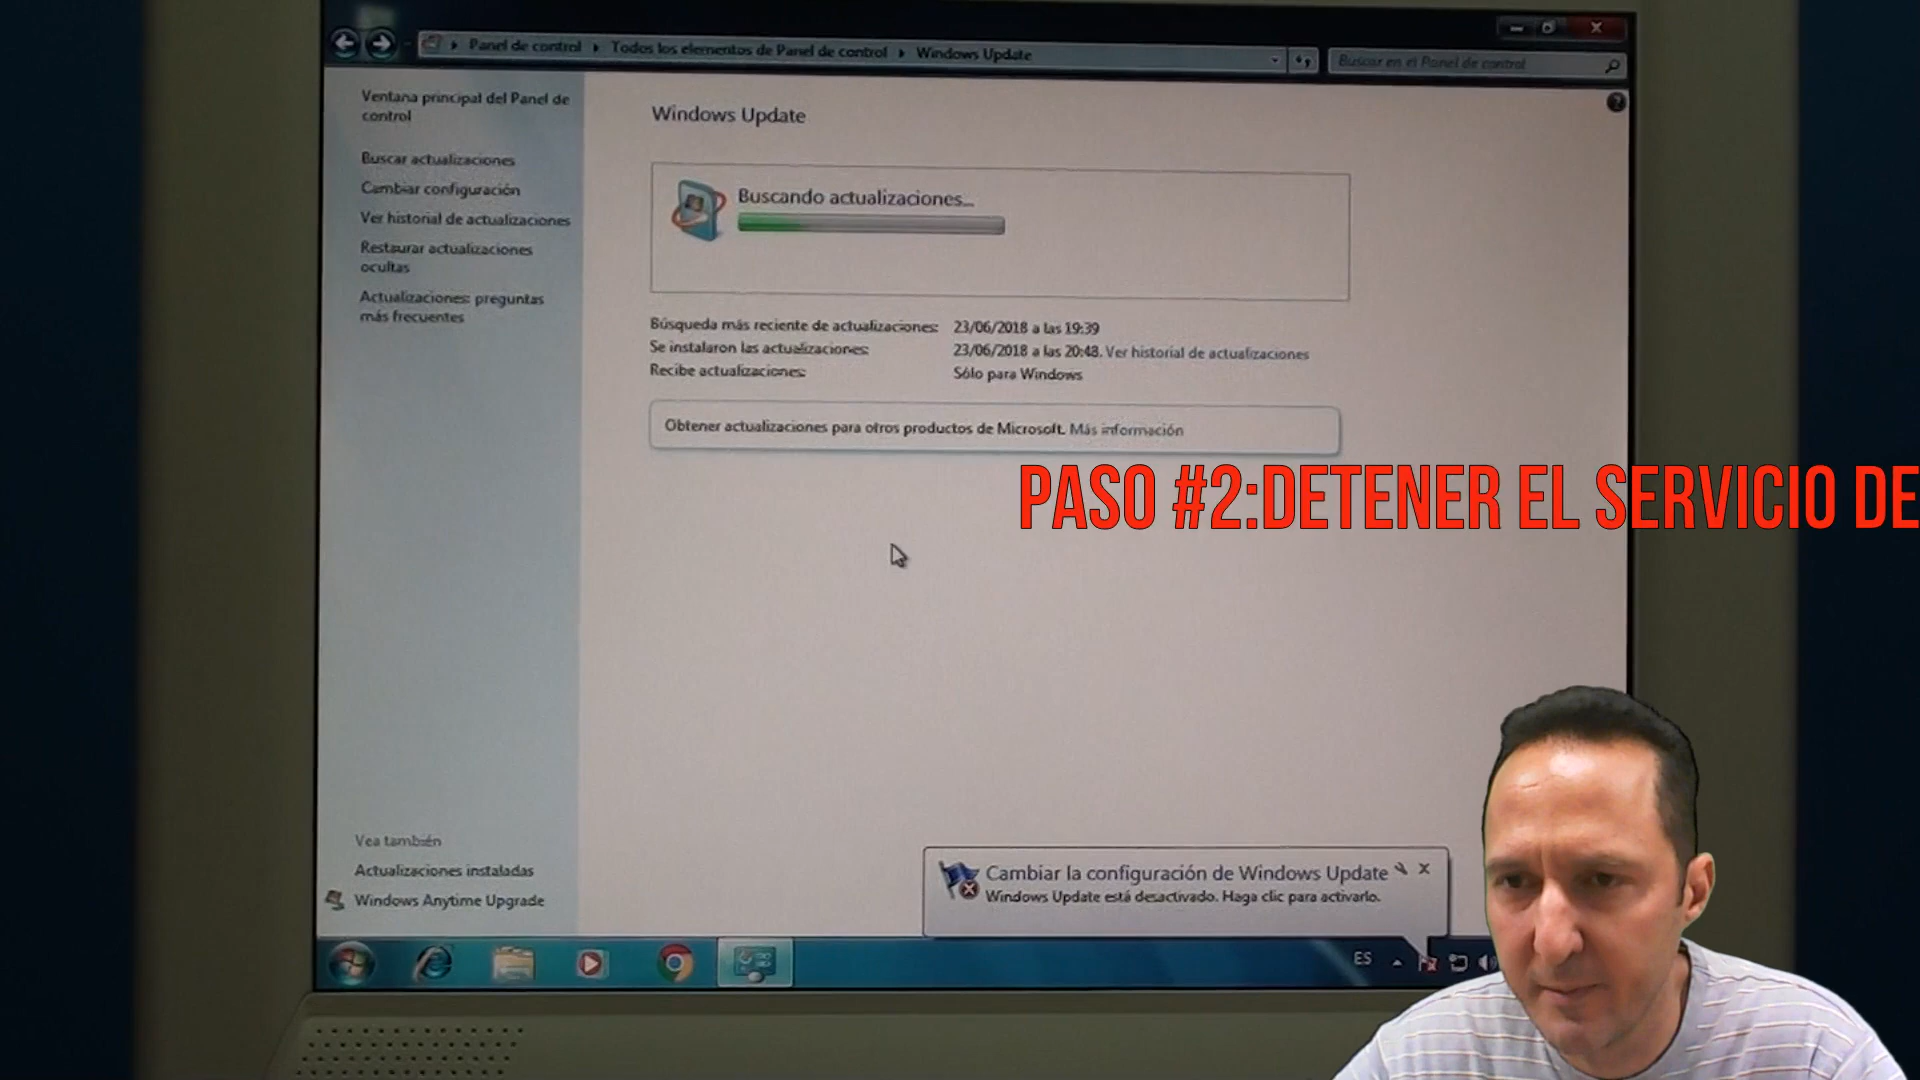 Panel de control ▸ Todos los elementos de Panel de control ▸ Windows Update
Buscar en el Panel de control
Ventana principal del Panel de
control
Buscar actualizaciones
Cambiar configuración
Ver historial de actualizaciones
Restaurar actualizaciones
ocultas
Actualizaciones: preguntas
más frecuentes
Windows Update
Buscando actualizaciones...
Búsqueda más reciente de actualizaciones: 23/06/2018 a las 19:39
Se instalaron las actualizaciones: 23/06/2018 a las 20:48. Ver historial de actualizaciones
Recibe actualizaciones: Sólo para Windows
Obtener actualizaciones para otros productos de Microsoft. Más información
PASO #2:DETENER EL SERVICIO DE
Vea también
Actualizaciones instaladas
Windows Anytime Upgrade
Cambiar la configuración de Windows Update
Windows Update está desactivado. Haga clic para activarlo.
ES